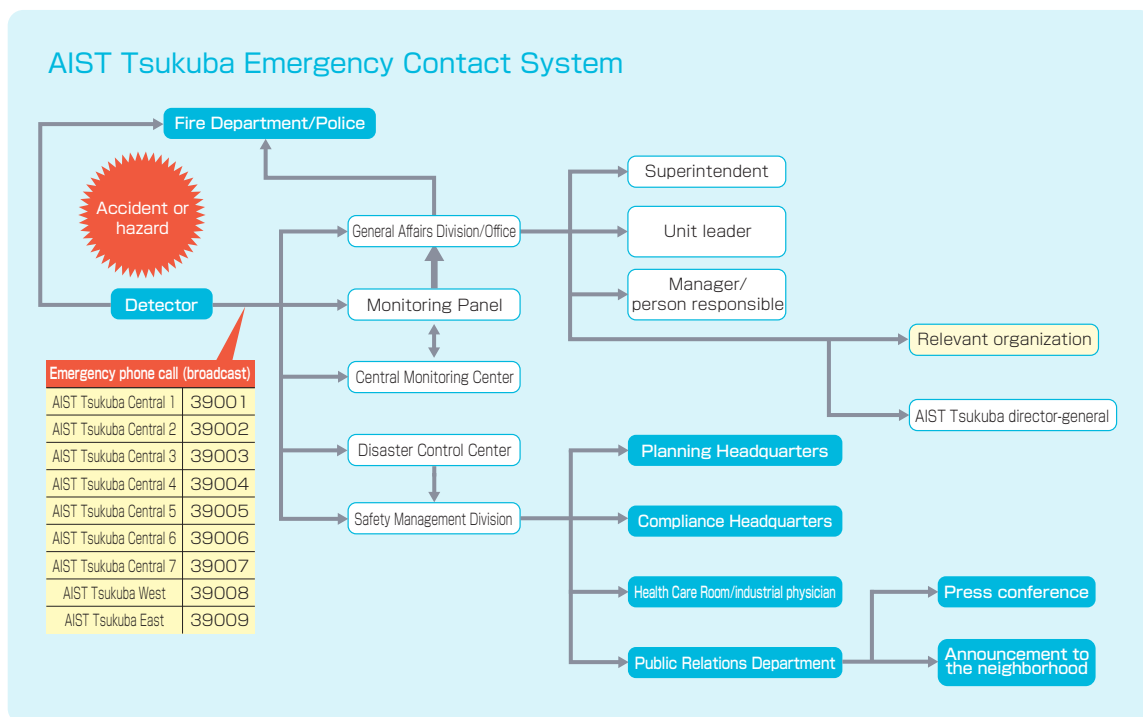 AIST Tsukuba Emergency Contact System
Fire Department/Police
Accident or
hazard
Detector
General Affairs Division/Office
Monitoring Panel
Central Monitoring Center
Disaster Control Center
Safety Management Division
Superintendent
Unit leader
Manager/
person responsible
Relevant organization
AIST Tsukuba director-general
Planning Headquarters
Compliance Headquarters
Health Care Room/industrial physician
Public Relations Department
Press conference
Announcement to
the neighborhood
Emergency phone call (broadcast)
AIST Tsukuba Central 1 39001
AIST Tsukuba Central 2 39002
AIST Tsukuba Central 3 39003
AIST Tsukuba Central 4 39004
AIST Tsukuba Central 5 39005
AIST Tsukuba Central 6 39006
AIST Tsukuba Central 7 39007
AIST Tsukuba West 39008
AIST Tsukuba East 39009